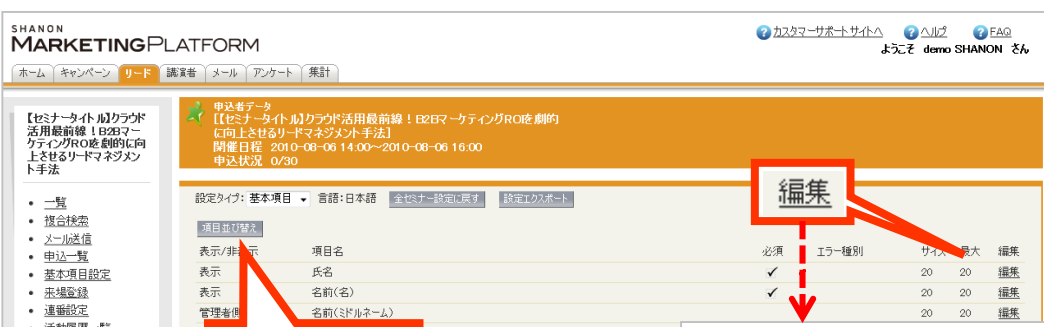 SHANON
MARKETINGPLATFORM
カスタマーサポートサイトへ ヘルプ FAQ
ようこそ demo SHANON さん
ホーム キャンペーン リード 講演者 メール アンケート 集計
【セミナータイトル】クラウド
活用最前線!B2Bマー
ケティングROIを劇的に向
上させるリードマネジメン
ト手法
申込者データ
[【セミナータイトル】クラウド活用最前線!B2Bマーケティングを劇的
に向上させるリードマネジメント手法]
開催日程 2010-08-06 14:00~2010-08-06 16:00
申込状況 0/30
一覧
複合検索
メール送信
申込一覧
基本項目設定
来場登録
連番設定
設定タイプ: 基本項目 言語:日本語 全セミナー設定に戻す 設定エクスポート
編集
項目並び替え
表示/非表示 項目名 必須 エラー種別 サイズ 最大 編集
表示 氏名 ✓ 20 20 編集
表示 名前(名) ✓ 20 20 編集
管理者側 名前(ミドルネーム) 20 20 編集